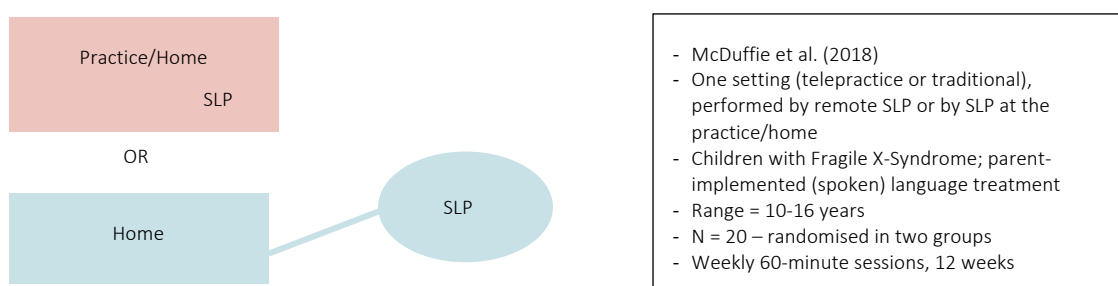 Practice/Home
SLP
OR
Home
SLP
- McDuffie et al. (2018)
- One setting (telepractice or traditional),
performed by remote SLP or by SLP at the
practice/home
- Children with Fragile X-Syndrome; parent-
implemented (spoken) language treatment
- Range = 10-16 years
- N = 20 – randomised in two groups
- Weekly 60-minute sessions, 12 weeks